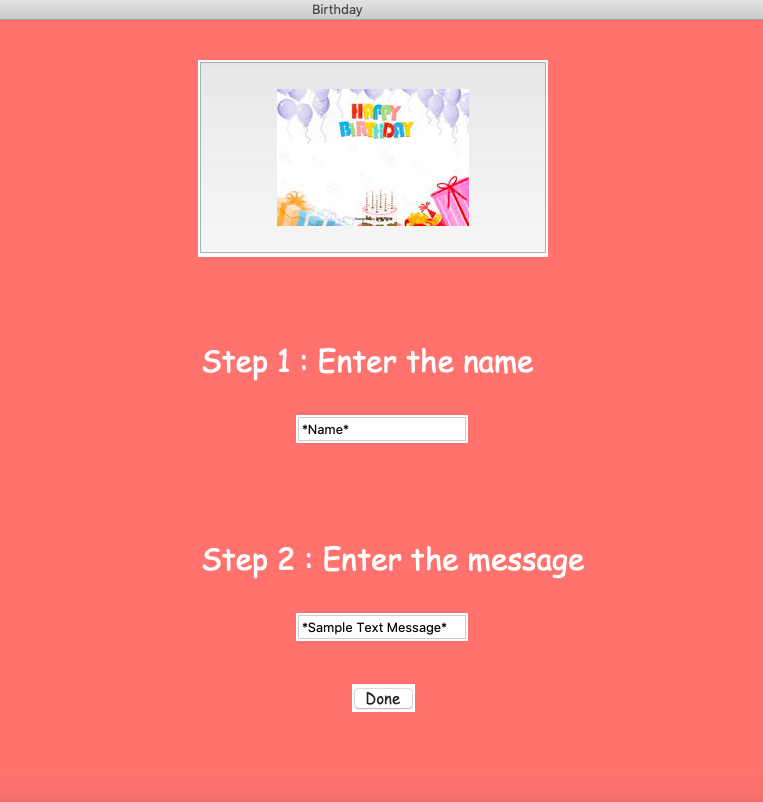 Birthday
HAPPY
BIRTHDAY
Step 1 : Enter the name
*Name*
Step 2 : Enter the message
*Sample Text Message*
Done